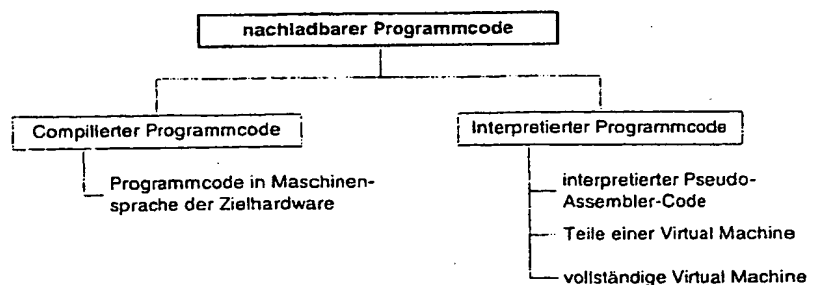 nachladbarer Programmcode
Compilierter Programmcode
Interpretierter Programmcode
Programmcode in Maschinen-
sprache der Zielhardware
interpretierter Pseudo-
Assembler-Code
Teile einer Virtual Machine
vollständige Virtual Machine